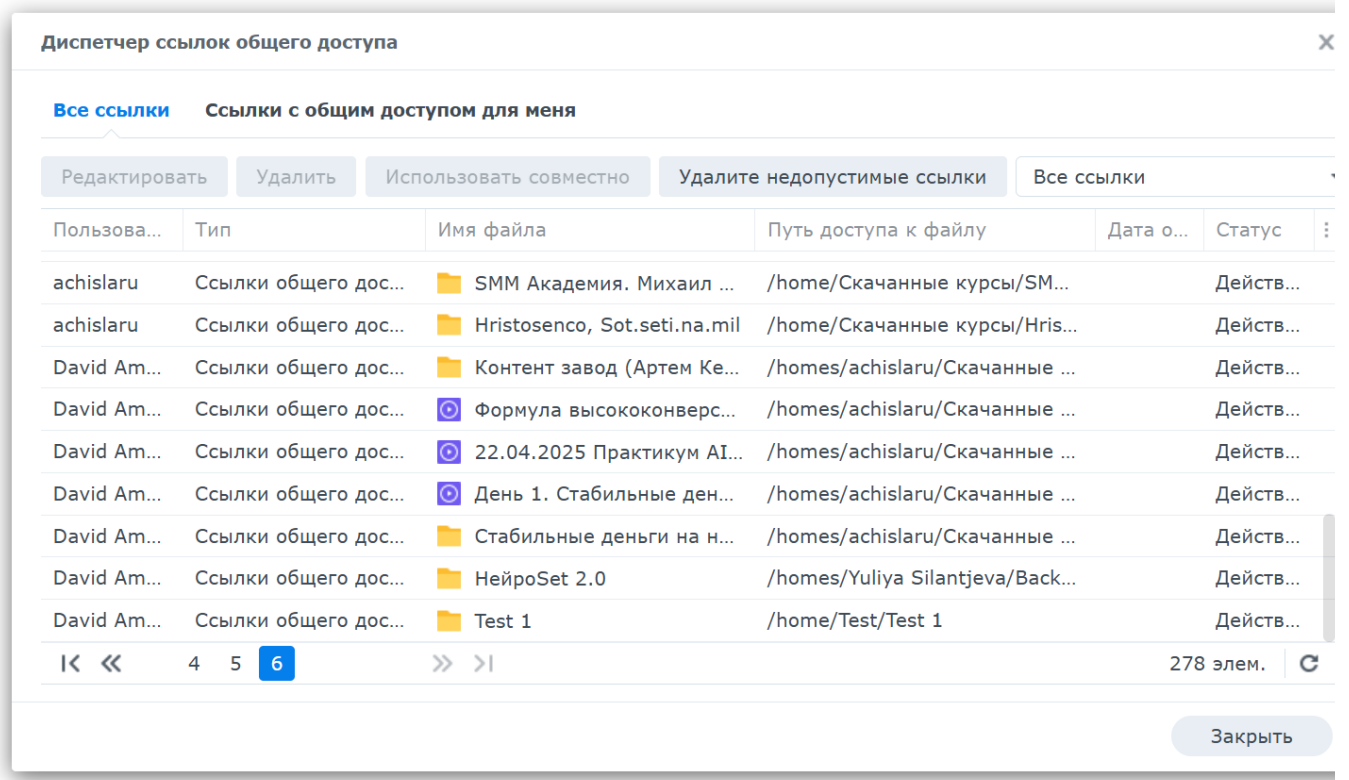 Диспетчер ссылок общего доступа
Все ссылки Ссылки с общим доступом для меня
Редактировать Удалить Использовать совместно Удалите недопустимые ссылки Все ссылки
Пользова... Тип Имя файла Путь доступа к файлу Дата о... Статус
achislaru Ссылки общего дос... SMM Академия. Михаил ... /home/Скачанные курсы/SM... Действ...
achislaru Ссылки общего дос... Hristosenco, Sot.seti.na.mil /home/Скачанные курсы/Hris... Действ...
David Am... Ссылки общего дос... Контент завод (Артем Ке... /homes/achislaru/Скачанные ... Действ...
David Am... Ссылки общего дос... Формула высококонверс... /homes/achislaru/Скачанные ... Действ...
David Am... Ссылки общего дос... 22.04.2025 Практикум AI... /homes/achislaru/Скачанные ... Действ...
David Am... Ссылки общего дос... День 1. Стабильные ден... /homes/achislaru/Скачанные ... Действ...
David Am... Ссылки общего дос... Стабильные деньги на н... /homes/achislaru/Скачанные ... Действ...
David Am... Ссылки общего дос... НейроSet 2.0 /homes/Yuliya Silantjeva/Back... Действ...
David Am... Ссылки общего дос... Test 1 /home/Test/Test 1 Действ...
4 5 6 278 элем.
Закрыть